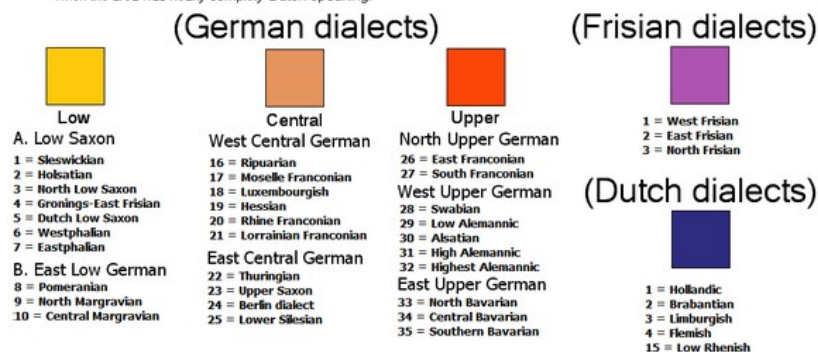 (German dialects)
Low
A. Low Saxon
1 = Sleswickian
2 = Holsatian
3 = North Low Saxon
4 = Gronings-East Frisian
5 = Dutch Low Saxon
6 = Westphalian
7 = Eastphalian
B. East Low German
8 = Pomeranian
9 = North Margravian
10 = Central Margravian
Central
West Central German
16 = Ripuarian
17 = Moselle Franconian
18 = Luxembourgish
19 = Hessian
20 = Rhine Franconian
21 = Lorrainian Franconian
East Central German
22 = Thuringian
23 = Upper Saxon
24 = Berlin dialect
25 = Lower Silesian
Upper
North Upper German
26 = East Franconian
27 = South Franconian
West Upper German
28 = Swabian
29 = Low Alemannic
30 = Alsatian
31 = High Alemannic
32 = Highest Alemannic
East Upper German
33 = North Bavarian
34 = Central Bavarian
35 = Southern Bavarian
(Frisian dialects)
1 = West Frisian
2 = East Frisian
3 = North Frisian
(Dutch dialects)
1 = Hollandic
2 = Brabantian
3 = Limburgish
4 = Flemish
15 = Low Rhenish